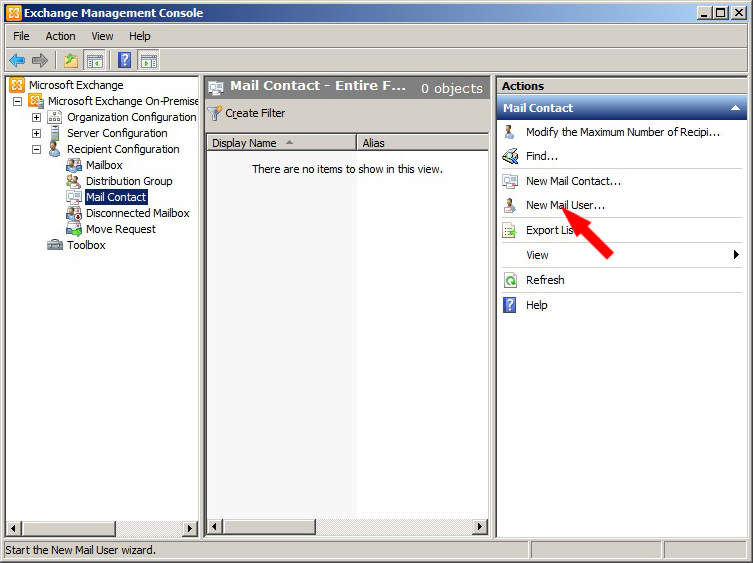 Exchange Management Console
File Action View Help
Microsoft Exchange
Microsoft Exchange On-Premise
Organization Configuration
Server Configuration
Recipient Configuration
Mailbox
Distribution Group
Mail Contact
Disconnected Mailbox
Move Request
Toolbox
Mail Contact - Entire F... 0 objects
Create Filter
Display Name Alias
There are no items to show in this view.
Actions
Mail Contact
Modify the Maximum Number of Recipi...
Find...
New Mail Contact...
New Mail User...
Export Lis
View
Refresh
Help
Start the New Mail User wizard.